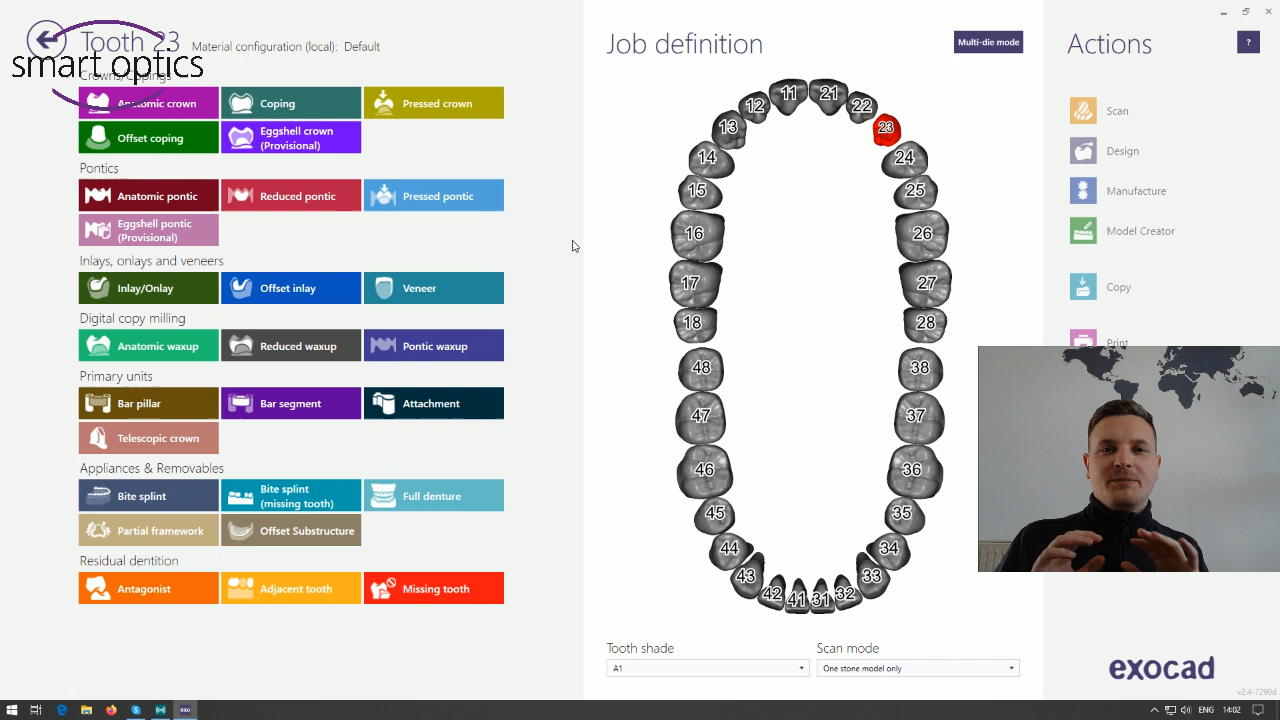 Tooth 23 Material configuration (local): Default
smart optics
Crowns/Copings
Anatomic crown
Coping
Pressed crown
Offset coping
Eggshell crown
(Provisional)
Pontics
Anatomic pontic
Reduced pontic
Pressed pontic
Eggshell pontic
(Provisional)
Inlays, onlays and veneers
Inlay/Onlay
Offset inlay
Veneer
Digital copy milling
Anatomic waxup
Reduced waxup
Pontic waxup
Primary units
Bar pillar
Bar segment
Attachment
Telescopic crown
Appliances & Removables
Bite splint
Bite splint
(missing tooth)
Full denture
Partial framework
Offset Substructure
Residual dentition
Antagonist
Adjacent tooth
Missing tooth
Job definition
Multi-die mode
11 21
12 22
13 23
14 24
15 25
16 26
17 27
18 28
48 38
47 37
46 36
45 35
44 34
43 33
42 41 31 32
Tooth shade
A1
Scan mode
One stone model only
Actions
?
Scan
Design
Manufacture
Model Creator
Copy
Print
exocad
v2.4-7290d
ENG 14:02